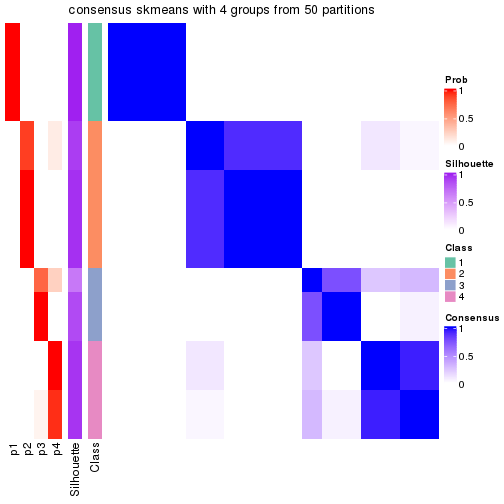 consensus skmeans with 4 groups from 50 partitions
Prob
1
0.5
0
Silhouette
1
0.5
0
Class
1
2
3
4
Consensus
1
0.5
0
p1
p2
p3
p4
Silhouette
Class